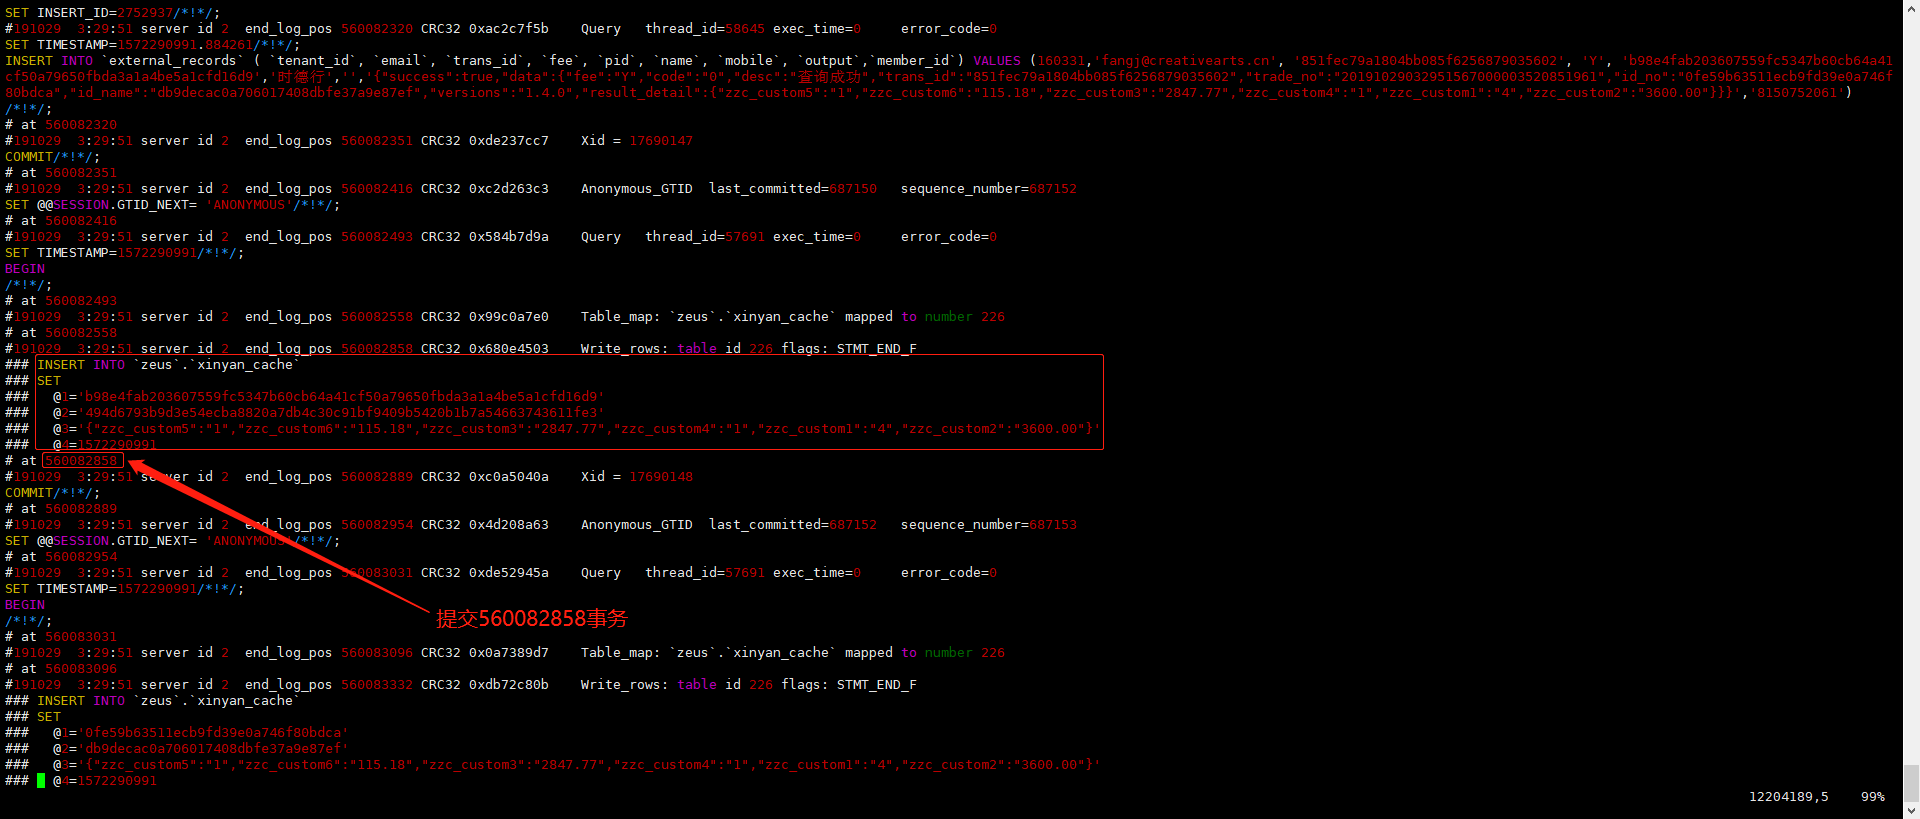 SET INSERT_ID=2752937/*!*/;
#191029  3:29:51 server id 2  end_log_pos 560082320 CRC32 0xac2c7f5b    Query   thread_id=58645 exec_time=0     error_code=0
SET TIMESTAMP=1572290991.884261/*!*/;
INSERT INTO `external_records` ( `tenant_id`, `email`, `trans_id`, `fee`, `pid`, `name`, `mobile`, `output`,`member_id`) VALUES (160331,'fangj@creativearts.cn', '851fec79a1804bb085f6256879035602', 'Y', 'b98e4fab203607559fc5347b60cb64a41
cf50a79650fbda3a1a4be5a1cfd16d9','时德行','','{"success":true,"data":{"fee":"Y","code":"0","desc":"查询成功","trans_id":"851fec79a1804bb085f6256879035602","trade_no":"20191029032951567000003520851961","id_no":"0fe59b63511ecb9fd39e0a746f
80bdca","id_name":"db9decac0a706017408dbfe37a9e87ef","versions":"1.4.0","result_detail":{"zzc_custom5":"1","zzc_custom6":"115.18","zzc_custom3":"2847.77","zzc_custom4":"1","zzc_custom1":"4","zzc_custom2":"3600.00"}}}','8150752061')
/*!*/;
# at 560082320
#191029  3:29:51 server id 2  end_log_pos 560082351 CRC32 0xde237cc7    Xid = 17690147
COMMIT/*!*/;
# at 560082351
#191029  3:29:51 server id 2  end_log_pos 560082416 CRC32 0xc2d263c3    Anonymous_GTID  last_committed=687150   sequence_number=687152
SET @@SESSION.GTID_NEXT= 'ANONYMOUS'/*!*/;
# at 560082416
#191029  3:29:51 server id 2  end_log_pos 560082493 CRC32 0x584b7d9a    Query   thread_id=57691 exec_time=0     error_code=0
SET TIMESTAMP=1572290991/*!*/;
BEGIN
/*!*/;
# at 560082493
#191029  3:29:51 server id 2  end_log_pos 560082558 CRC32 0x99c0a7e0    Table_map: `zeus`.`xinyan_cache` mapped to number 226
# at 560082558
#191029  3:29:51 server id 2  end_log_pos 560082858 CRC32 0x680e4503    Write_rows: table id 226 flags: STMT_END_F
### INSERT INTO `zeus`.`xinyan_cache`
### SET
###   @1='b98e4fab203607559fc5347b60cb64a41cf50a79650fbda3a1a4be5a1cfd16d9'
###   @2='494d6793b9d3e54ecba8820a7db4c30c91bf9409b5420b1b7a54663743611fe3'
###   @3='{"zzc_custom5":"1","zzc_custom6":"115.18","zzc_custom3":"2847.77","zzc_custom4":"1","zzc_custom1":"4","zzc_custom2":"3600.00"}'
###   @4=1572290991
# at 560082858
#191029  3:29:51 server id 2  end_log_pos 560082889 CRC32 0xc0a5040a    Xid = 17690148
COMMIT/*!*/;
# at 560082889
#191029  3:29:51 server id 2  end_log_pos 560082954 CRC32 0x4d208a63    Anonymous_GTID  last_committed=687152   sequence_number=687153
SET @@SESSION.GTID_NEXT= 'ANONYMOUS'/*!*/;
# at 560082954
#191029  3:29:51 server id 2  end_log_pos 560083031 CRC32 0xde52945a    Query   thread_id=57691 exec_time=0     error_code=0
SET TIMESTAMP=1572290991/*!*/;
BEGIN
提交560082858事务
/*!*/;
# at 560083031
#191029  3:29:51 server id 2  end_log_pos 560083096 CRC32 0x0a7389d7    Table_map: `zeus`.`xinyan_cache` mapped to number 226
# at 560083096
#191029  3:29:51 server id 2  end_log_pos 560083332 CRC32 0xdb72c80b    Write_rows: table id 226 flags: STMT_END_F
### INSERT INTO `zeus`.`xinyan_cache`
### SET
###   @1='0fe59b63511ecb9fd39e0a746f80bdca'
###   @2='db9decac0a706017408dbfe37a9e87ef'
###   @3='{"zzc_custom5":"1","zzc_custom6":"115.18","zzc_custom3":"2847.77","zzc_custom4":"1","zzc_custom1":"4","zzc_custom2":"3600.00"}'
###   @4=1572290991
12204189,5    99%